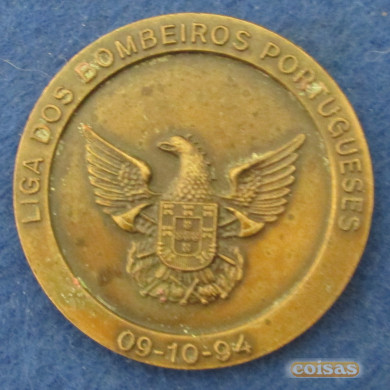 LIGA DOS BOMBEIROS PORTUGUESES
09-10-94
coisas